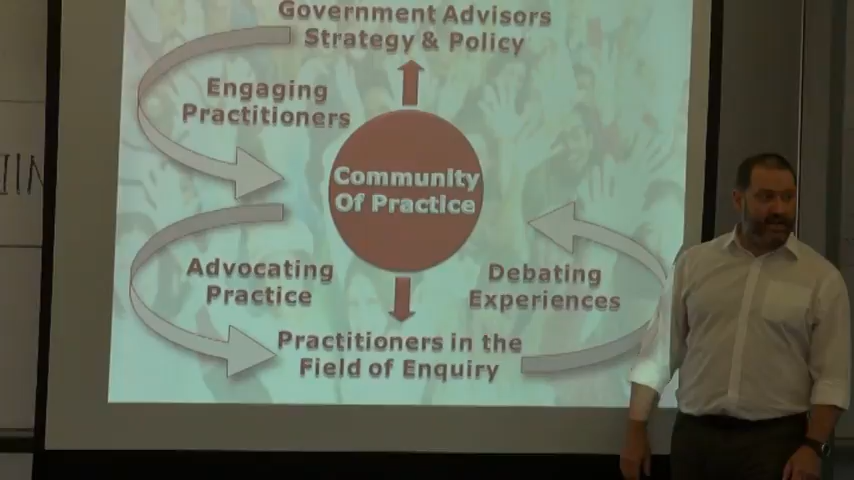 Government Advisors
Strategy & Policy
Engaging
Practitioners
Community
Of Practice
Advocating
Practice
Debating
Experiences
Practitioners in the
Field of Enquiry